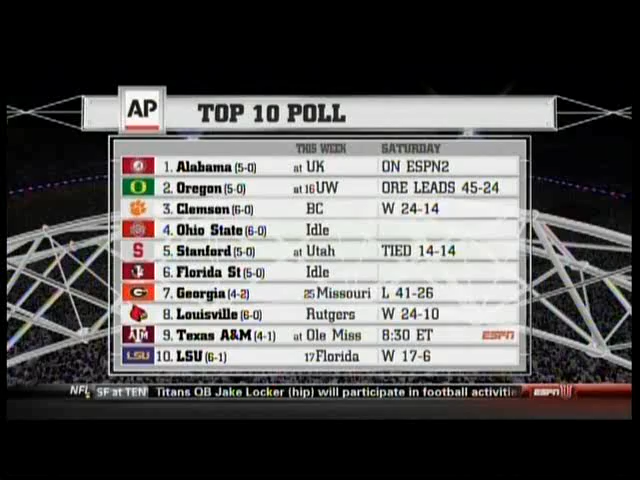 AP TOP 10 POLL
THIS WEEK SATURDAY
1. Alabama (5-0) at UK ON ESPN2
2. Oregon (5-0) at 16 UW ORE LEADS 45-24
3. Clemson (6-0) BC W 24-14
4. Ohio State (6-0) Idle
5. Stanford (5-0) at Utah TIED 14-14
6. Florida St (5-0) Idle
7. Georgia (4-2) 25 Missouri L 41-26
8. Louisville (6-0) Rutgers W 24-10
9. Texas A&M (4-1) at Ole Miss 8:30 ET ESPN
10. LSU (6-1) 17 Florida W 17-6
NFL SF at TEN Titans QB Jake Locker (hip) will participate in football activitie ESPNU